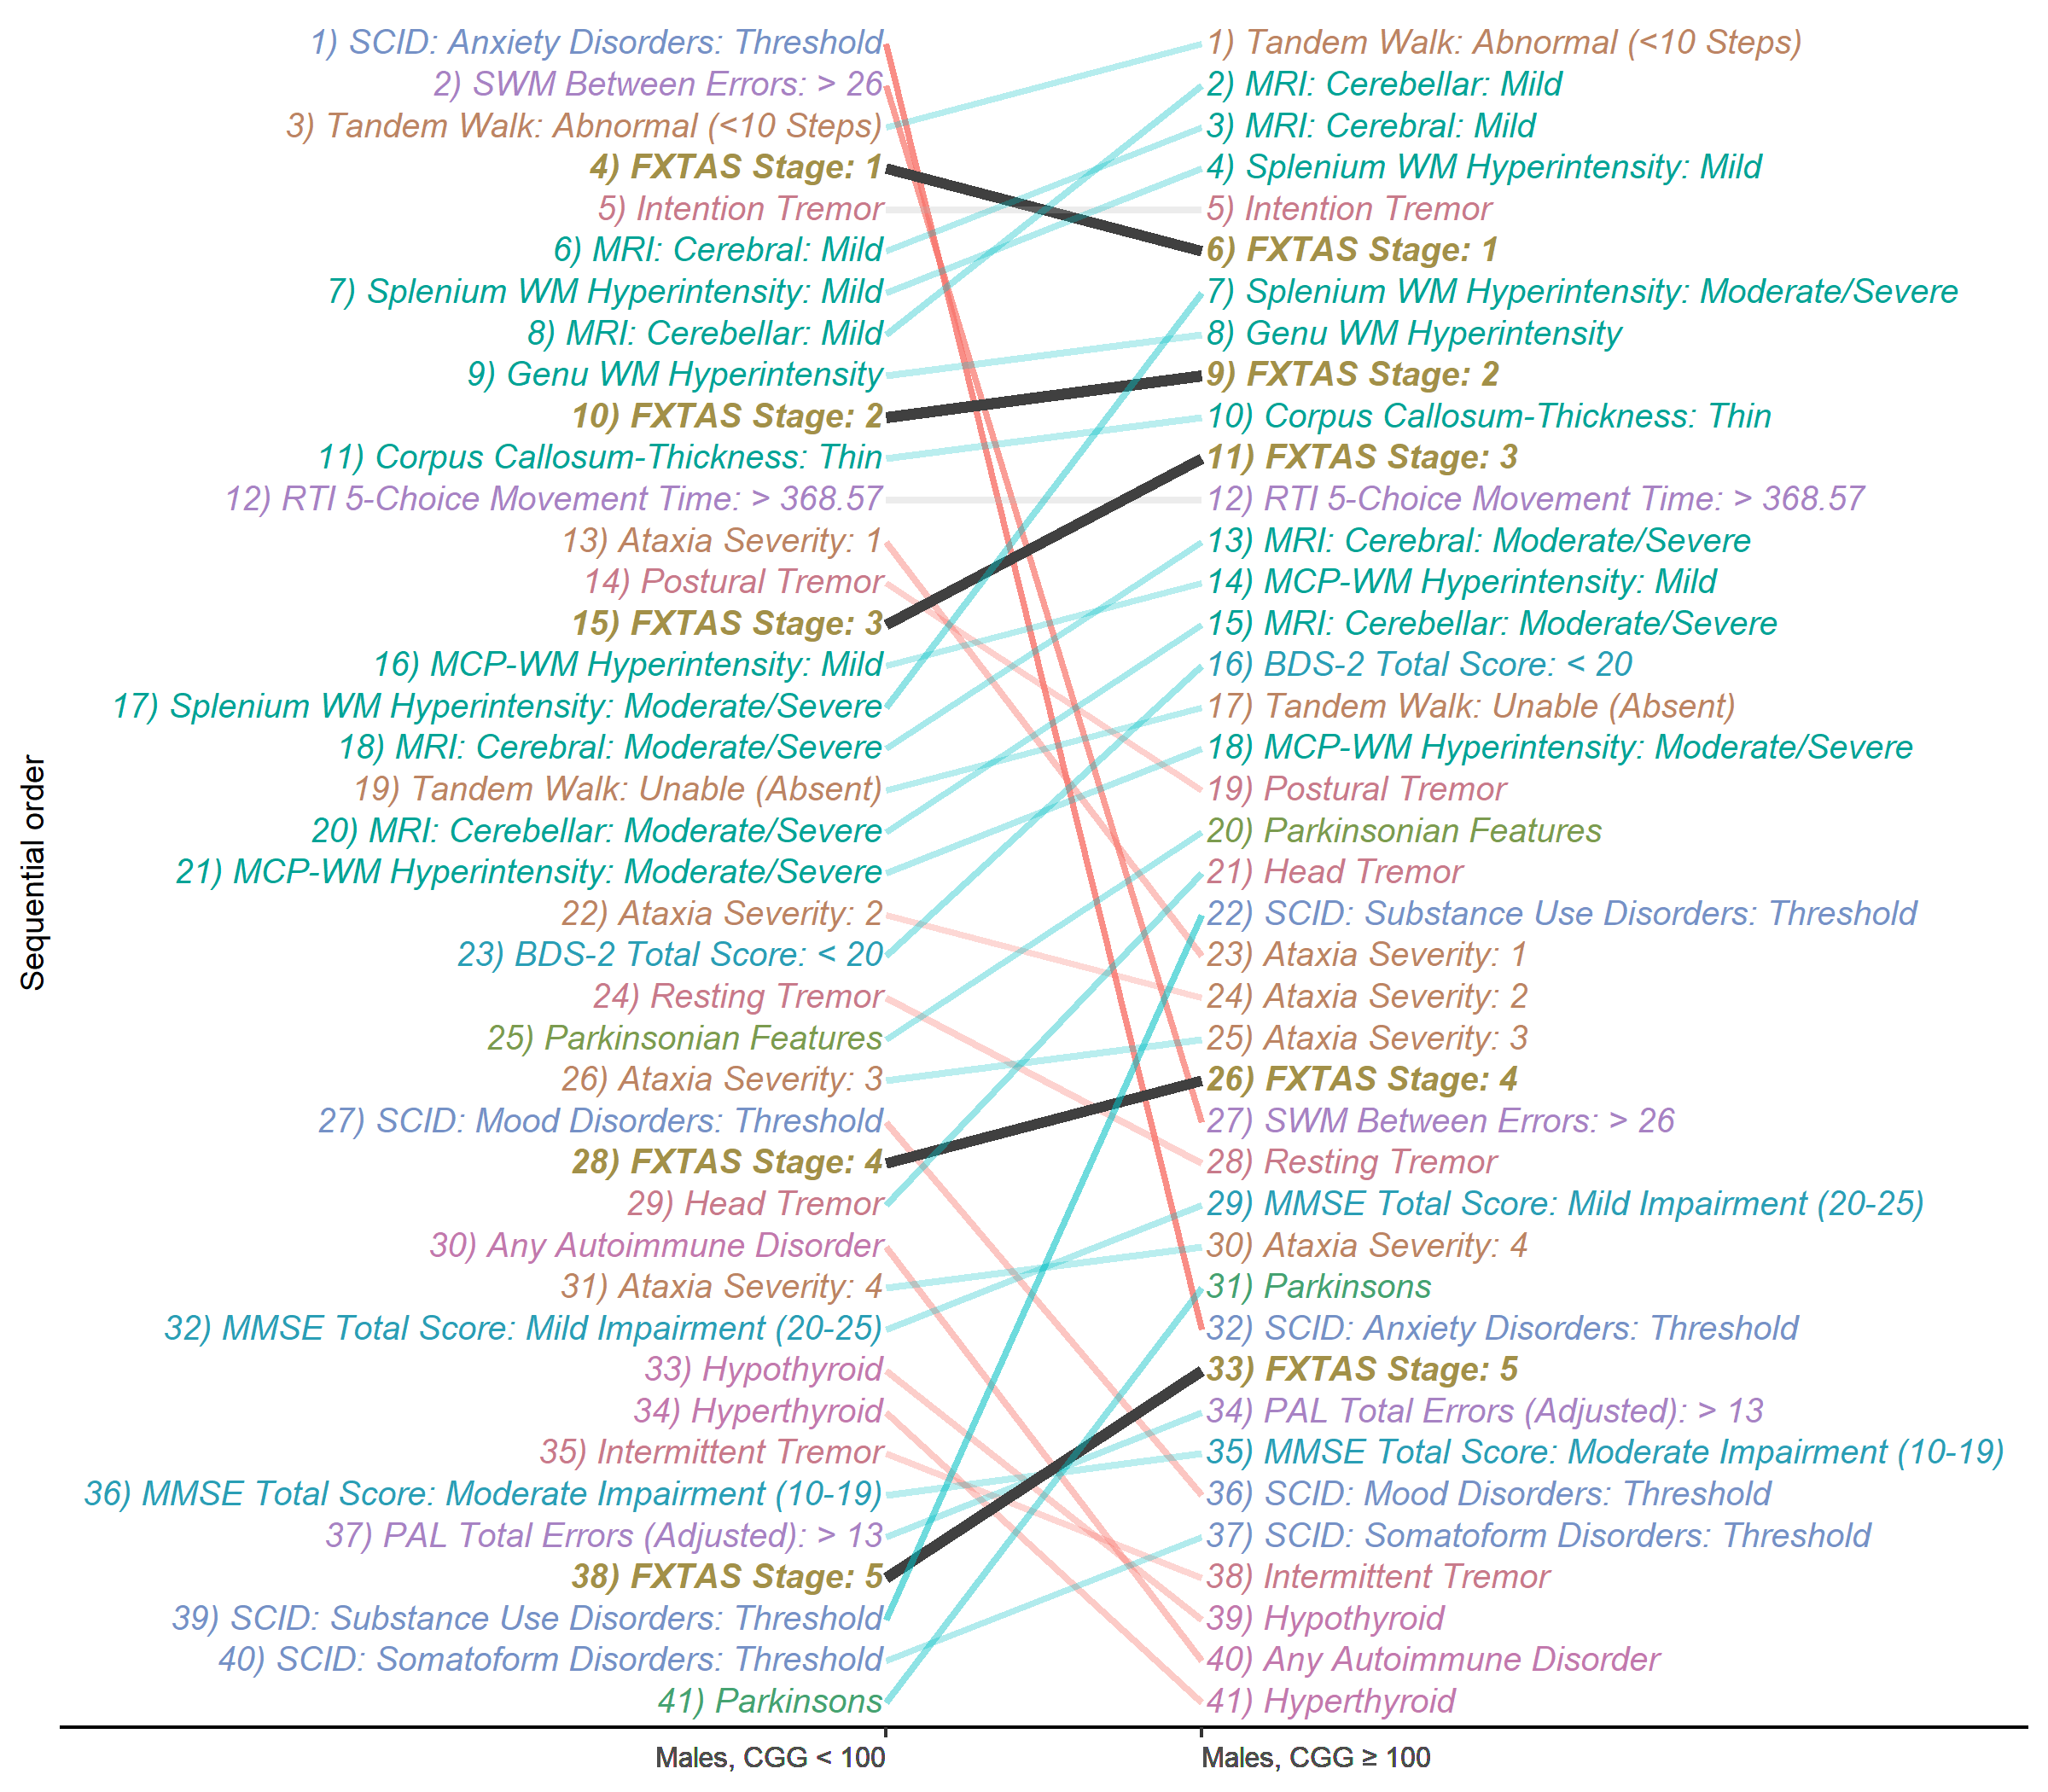 1) SCID: Anxiety Disorders: Threshold
2) SWM Between Errors: > 26
3) Tandem Walk: Abnormal (<10 Steps)
4) FXTAS Stage: 1
5) Intention Tremor
6) MRI: Cerebral: Mild
7) Splenium WM Hyperintensity: Mild
8) MRI: Cerebellar: Mild
9) Genu WM Hyperintensity
10) FXTAS Stage: 2
11) Corpus Callosum-Thickness: Thin
12) RTI 5-Choice Movement Time: > 368.57
13) Ataxia Severity: 1
14) Postural Tremor
15) FXTAS Stage: 3
16) MCP-WM Hyperintensity: Mild
17) Splenium WM Hyperintensity: Moderate/Severe
18) MRI: Cerebral: Moderate/Severe
19) Tandem Walk: Unable (Absent)
20) MRI: Cerebellar: Moderate/Severe
21) MCP-WM Hyperintensity: Moderate/Severe
22) Ataxia Severity: 2
23) BDS-2 Total Score: < 20
24) Resting Tremor
25) Parkinsonian Features
26) Ataxia Severity: 3
27) SCID: Mood Disorders: Threshold
28) FXTAS Stage: 4
29) Head Tremor
30) Any Autoimmune Disorder
31) Ataxia Severity: 4
32) MMSE Total Score: Mild Impairment (20-25)
33) Hypothyroid
34) Hyperthyroid
35) Intermittent Tremor
36) MMSE Total Score: Moderate Impairment (10-19)
37) PAL Total Errors (Adjusted): > 13
38) FXTAS Stage: 5
39) SCID: Substance Use Disorders: Threshold
40) SCID: Somatoform Disorders: Threshold
41) Parkinsons
1) Tandem Walk: Abnormal (<10 Steps)
2) MRI: Cerebellar: Mild
3) MRI: Cerebral: Mild
4) Splenium WM Hyperintensity: Mild
5) Intention Tremor
6) FXTAS Stage: 1
7) Splenium WM Hyperintensity: Moderate/Severe
8) Genu WM Hyperintensity
9) FXTAS Stage: 2
10) Corpus Callosum-Thickness: Thin
11) FXTAS Stage: 3
12) RTI 5-Choice Movement Time: > 368.57
13) MRI: Cerebral: Moderate/Severe
14) MCP-WM Hyperintensity: Mild
15) MRI: Cerebellar: Moderate/Severe
16) BDS-2 Total Score: < 20
17) Tandem Walk: Unable (Absent)
18) MCP-WM Hyperintensity: Moderate/Severe
19) Postural Tremor
20) Parkinsonian Features
21) Head Tremor
22) SCID: Substance Use Disorders: Threshold
23) Ataxia Severity: 1
24) Ataxia Severity: 2
25) Ataxia Severity: 3
26) FXTAS Stage: 4
27) SWM Between Errors: > 26
28) Resting Tremor
29) MMSE Total Score: Mild Impairment (20-25)
30) Ataxia Severity: 4
31) Parkinsons
32) SCID: Anxiety Disorders: Threshold
33) FXTAS Stage: 5
34) PAL Total Errors (Adjusted): > 13
35) MMSE Total Score: Moderate Impairment (10-19)
36) SCID: Mood Disorders: Threshold
37) SCID: Somatoform Disorders: Threshold
38) Intermittent Tremor
39) Hypothyroid
40) Any Autoimmune Disorder
41) Hyperthyroid
Sequential order
Males, CGG < 100
Males, CGG ≥ 100